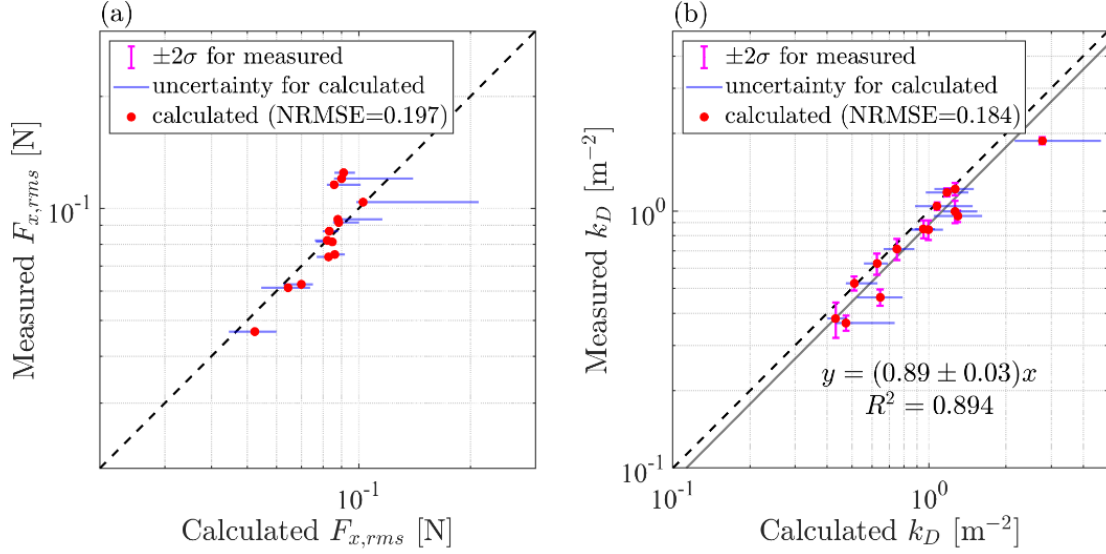 (a)
±2σ for measured
uncertainty for calculated
calculated (NRMSE=0.197)
Measured F_{x,rms} [N]
10^{-1}
10^{-1}
Calculated F_{x,rms} [N]
(b)
±2σ for measured
uncertainty for calculated
calculated (NRMSE=0.184)
Measured k_D [m^{-2}]
10^0
10^{-1}
y = (0.89 ± 0.03)x
R^2 = 0.894
10^{-1}
10^0
Calculated k_D [m^{-2}]